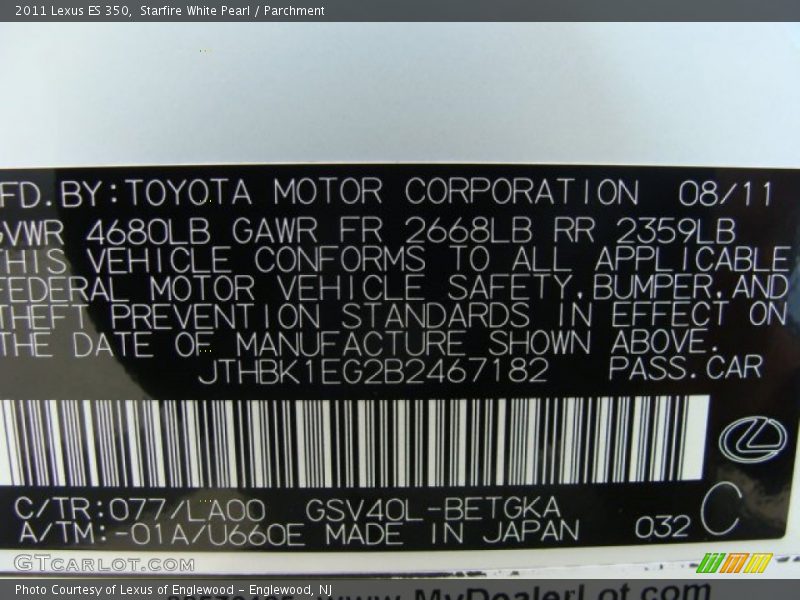 2011 Lexus ES 350, Starfire White Pearl / Parchment
FD.BY:TOYOTA MOTOR CORPORATION 08/11
GVWR 4680LB GAWR FR 2668LB RR 2359LB
THIS VEHICLE CONFORMS TO ALL APPLICABLE
FEDERAL MOTOR VEHICLE SAFETY,BUMPER,AND
THEFT PREVENTION STANDARDS IN EFFECT ON
THE DATE OF MANUFACTURE SHOWN ABOVE.
JTHBK1EG2B2467182 PASS.CAR
C/TR:077/LA00 GSV40L-BETGKA
A/TM:-01A/U660E MADE IN JAPAN 032 C
GTCARLOT.COM
Photo Courtesy of Lexus of Englewood - Englewood, NJ
www.MyDealerLot.com